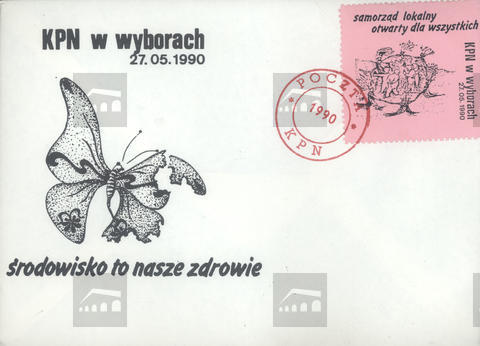 KPN w wyborach
27.05.1990
samorząd lokalny
otwarty dla wszystkich
KPN w wyborach
27.05.1990
POCZTA
1990
KPN
środowisko to nasze zdrowie